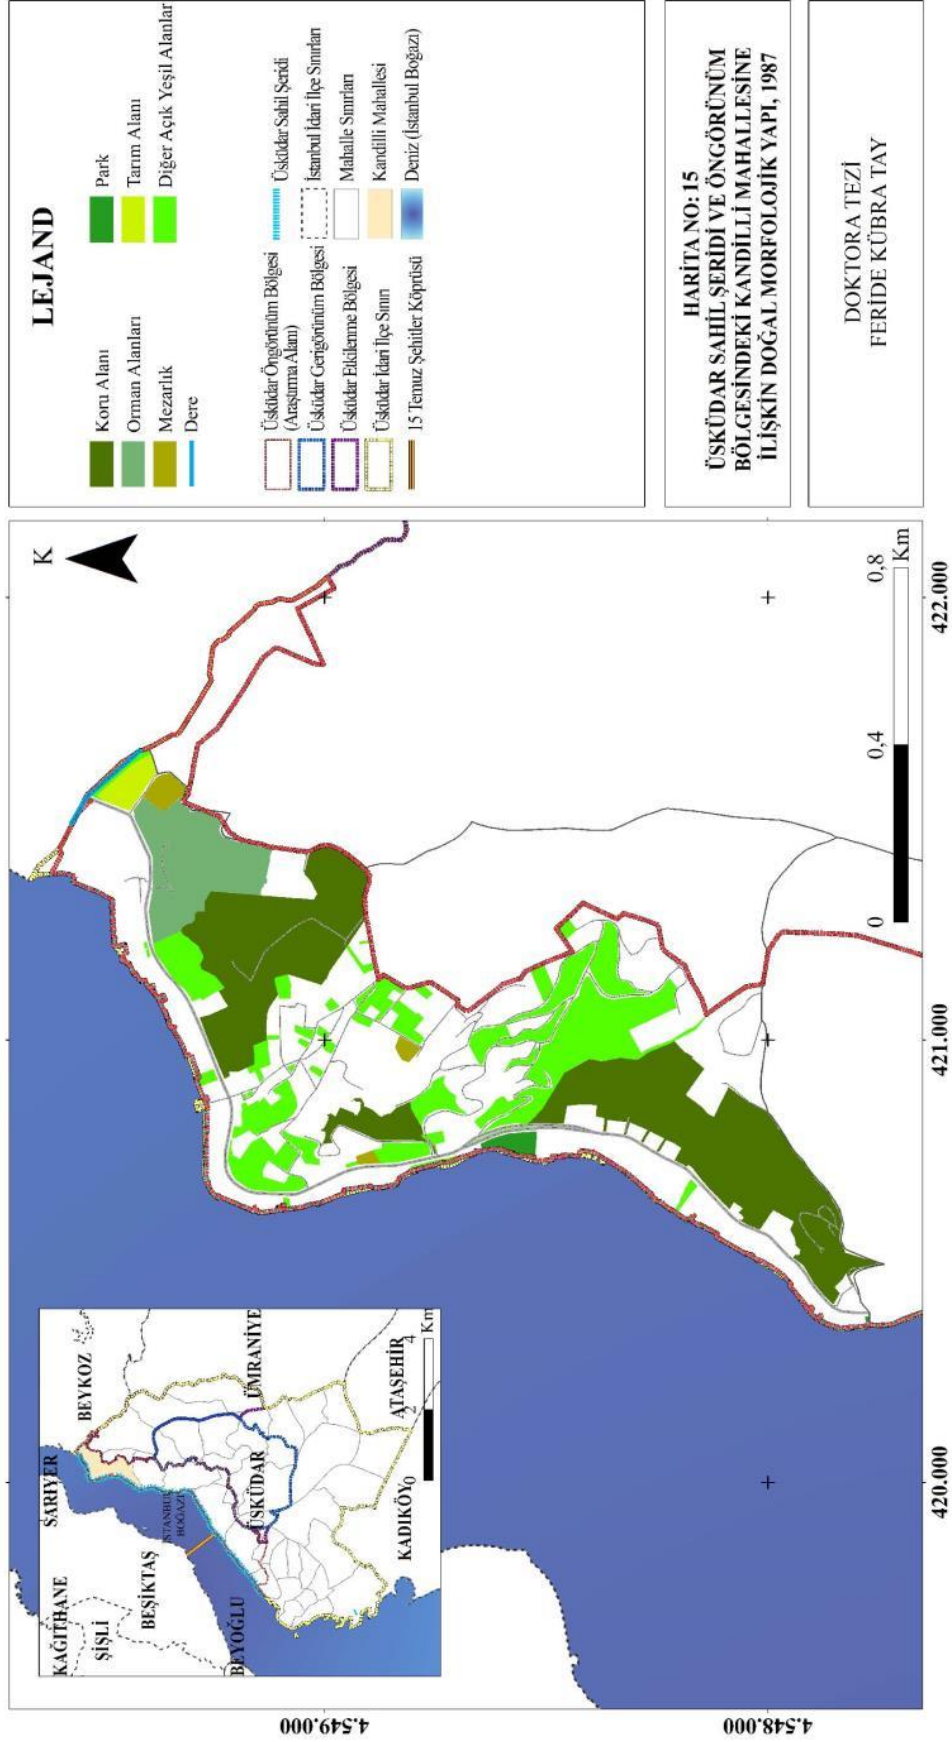 LEJAND
Koru Alanı
Orman Alanları
Mezarlık
Dere
Park
Tarım Alanı
Diğer Açık Yeşil Alanlar
Üsküdar Öngörünüm Bölgesi
(Araştırma Alanı)
Üsküdar Gerigörünüm Bölgesi
Üsküdar Etkilenme Bölgesi
Üsküdar İdari İlçe Sınırı
15 Temuz Şehitler Köprüsü
Üsküdar Sahil Şeridi
İstanbul İdari İlçe Sınırları
Mahalle Sınırları
Kandilli Mahallesi
Deniz (İstanbul Boğazı)
HARİTA NO: 15
ÜSKÜDAR SAHİL ŞERİDİ VE ÖNGÖRÜNÜM
BÖLGESİNDEKİ KANDİLLİ MAHALLESİNE
İLİŞKİN DOĞAL MORFOLOJİK YAPI, 1987
DOKTORA TEZİ
FERİDE KÜBRA TAY
K
0 0,4 0,8
Km
420.000
421.000
422.000
4.549.000
4.548.000
KAĞITHANE
ŞİŞLİ
BEŞİKTAŞ
BEYOĞLU
SARIYER
BEYKOZ
İSTANBUL
BOĞAZI
ÜSKÜDAR
ÜMRANİYE
KADIKÖY
ATAŞEHİR
0 2 4
Km